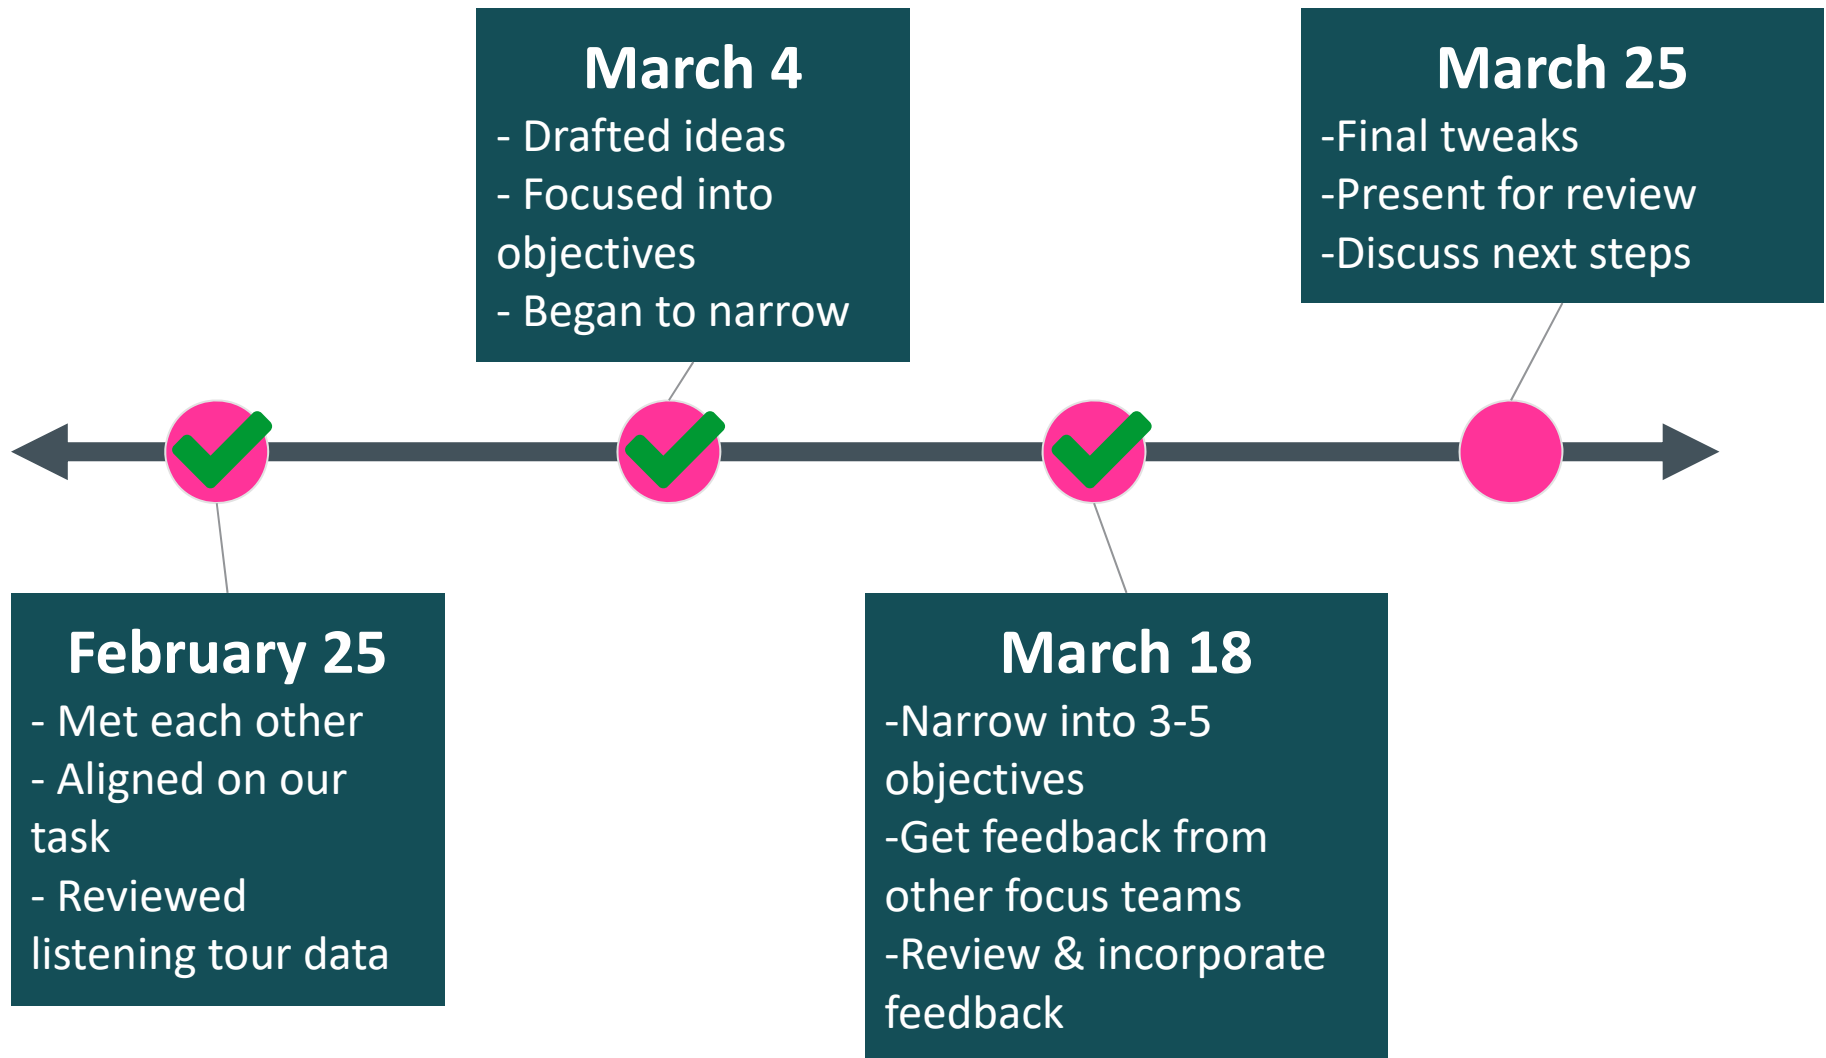 March 4
- Drafted ideas
- Focused into
objectives
- Began to narrow
March 25
-Final tweaks
-Present for review
-Discuss next steps
February 25
- Met each other
- Aligned on our
task
- Reviewed
listening tour data
March 18
-Narrow into 3-5
objectives
-Get feedback from
other focus teams
-Review & incorporate
feedback